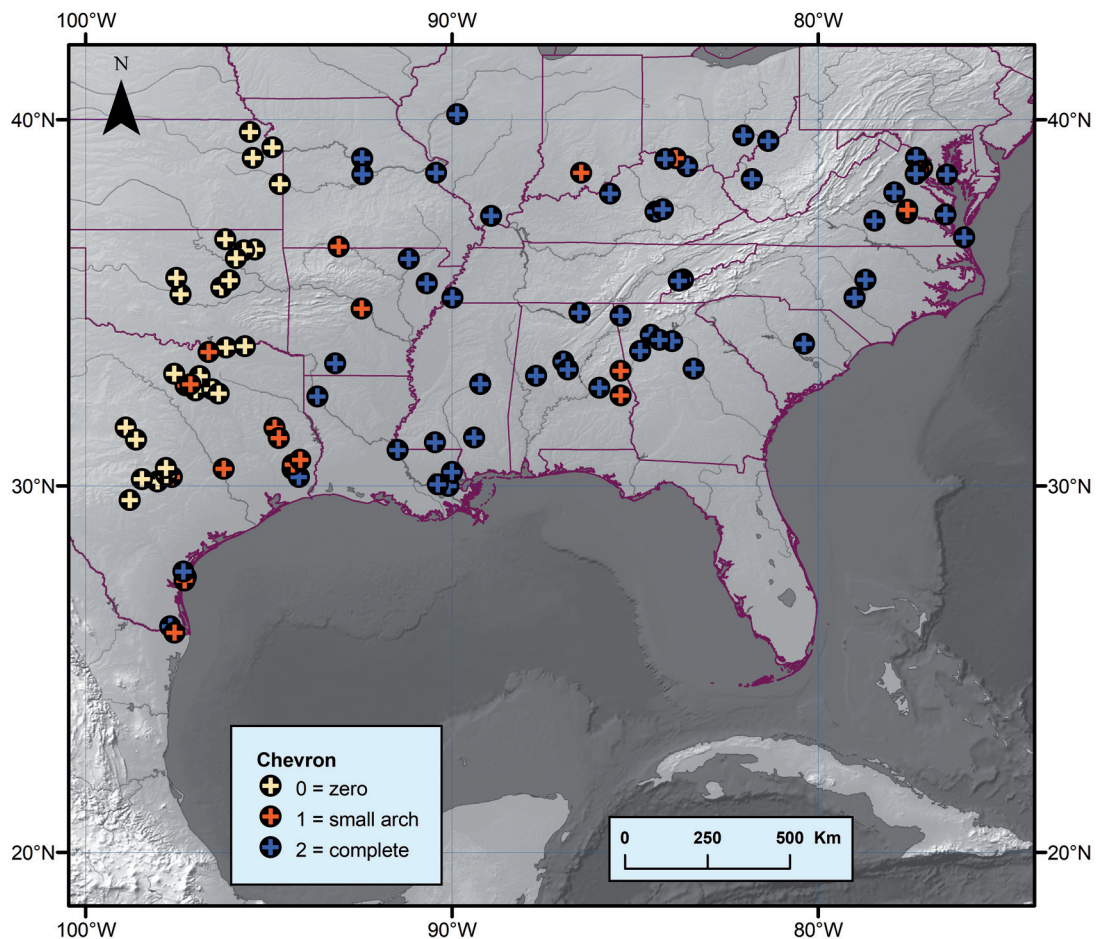 100°W 90°W 80°W
N
40°N 40°N
30°N 30°N
Chevron
0 = zero
1 = small arch
2 = complete
0 250 500 Km
20°N 20°N
100°W 90°W 80°W